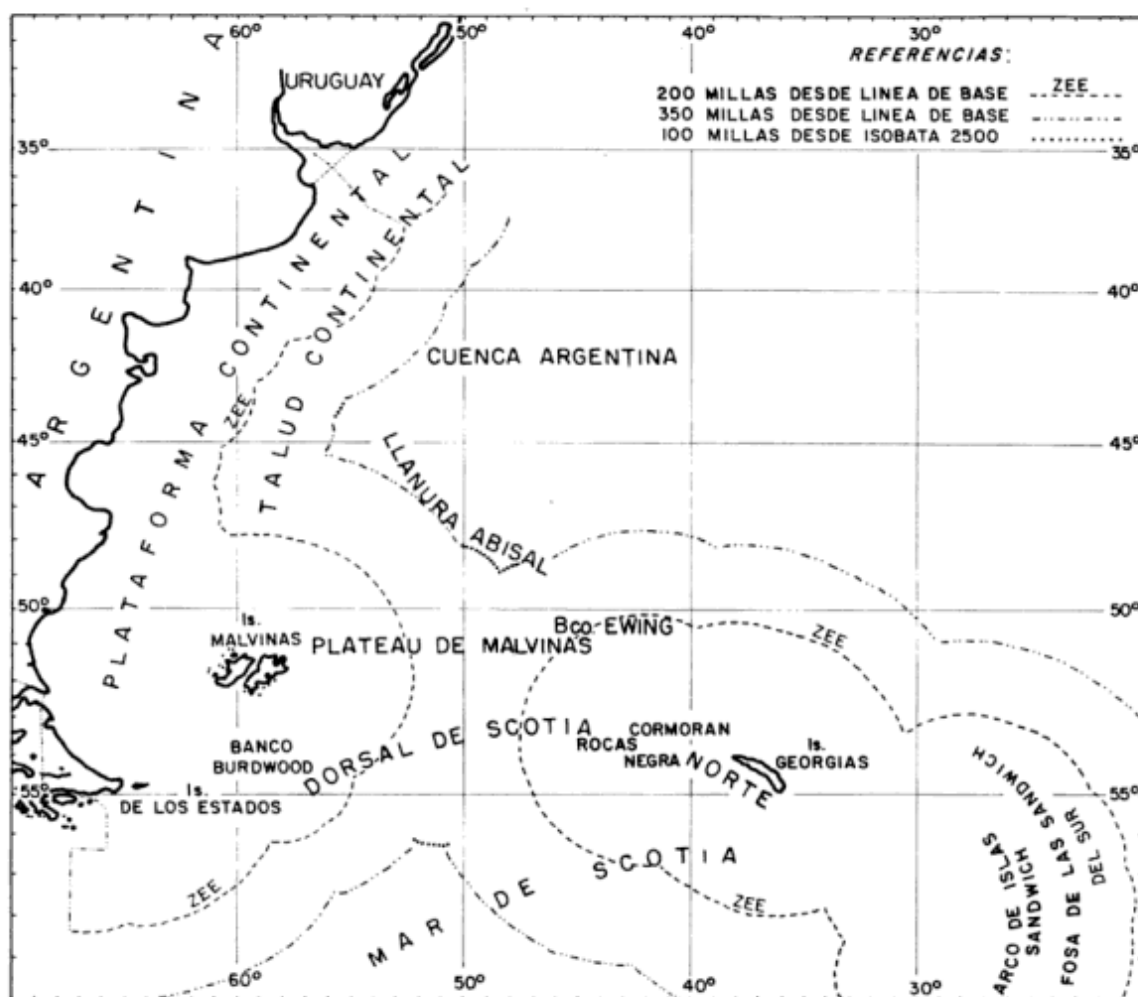 60°
50°
40°
30°
REFERENCIAS:
200 MILLAS DESDE LINEA DE BASE
ZEE
350 MILLAS DESDE LINEA DE BASE
100 MILLAS DESDE ISOBATA 2500
URUGUAY
ARGENTINA
35°
35°
PLATAFORMA CONTINENTAL
TALUD CONTINENTAL
40°
40°
CUENCA ARGENTINA
ZEE
45°
45°
LLANURA ABISAL
50°
50°
Is.
MALVINAS
PLATEAU DE MALVINAS
Bco. EWING
ZEE
DORSAL DE SCOTIA
NORTE
CORMORAN
ROCAS
NEGRA
Is.
GEORGIAS
BANCO
BURDWOOD
Is.
DE LOS ESTADOS
55°
55°
MAR DE SCOTIA
ZEE
ZEE
ARCO DE ISLAS
SANDWICH
FOSA DE LAS SANDWICH
DEL SUR
60°
50°
40°
30°